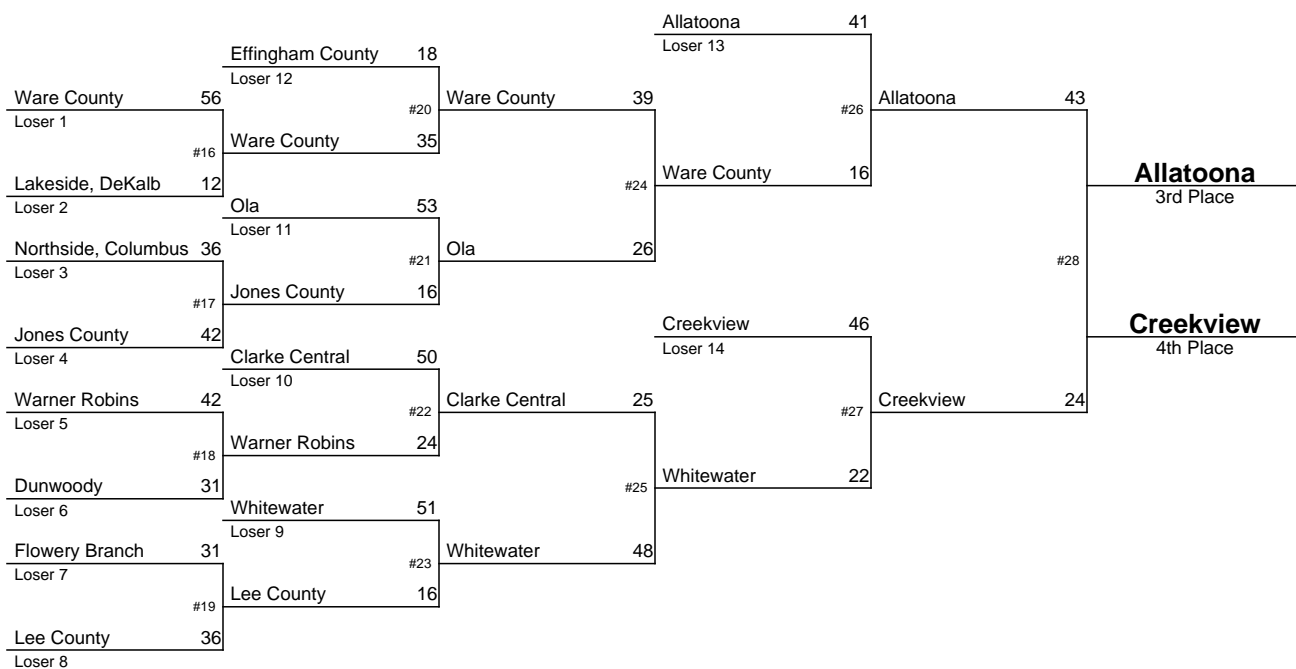 Allatoona 41
Loser 13
Effingham County 18
Loser 12
Ware County 56
Loser 1
#20
Ware County 39
#26
Allatoona 43
Ware County 35
#16
Lakeside, DeKalb 12
Loser 2
Ware County 16
#24
Allatoona
3rd Place
Ola 53
Loser 11
Northside, Columbus 36
Loser 3
#21
Ola 26
#28
Jones County 16
#17
Jones County 42
Loser 4
Creekview 46
Loser 14
Creekview
4th Place
Clarke Central 50
Loser 10
Warner Robins 42
Loser 5
#22
Clarke Central 25
#27
Creekview 24
Warner Robins 24
#18
Dunwoody 31
Loser 6
Whitewater 22
#25
Whitewater 51
Loser 9
Flowery Branch 31
Loser 7
#23
Whitewater 48
Lee County 16
#19
Lee County 36
Loser 8